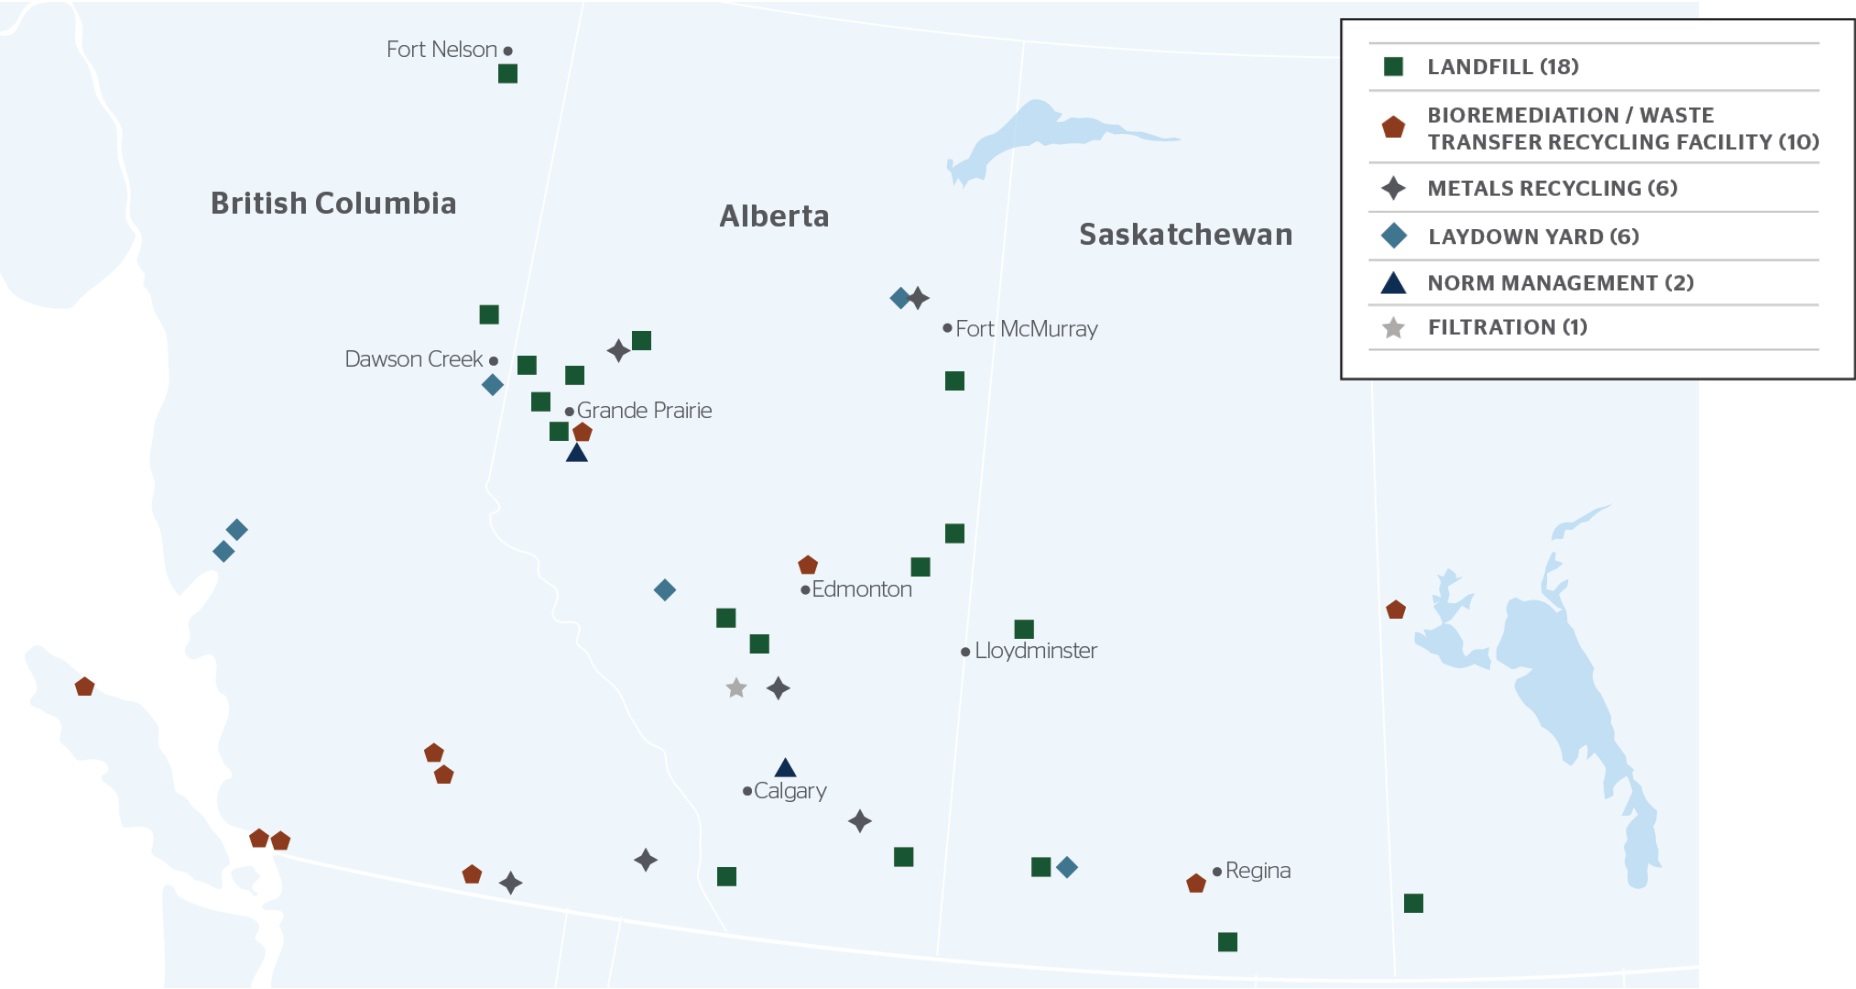 Fort Nelson
LANDFILL (18)
BIOREMEDIATION / WASTE
TRANSFER RECYCLING FACILITY (10)
METALS RECYCLING (6)
LAYDOWN YARD (6)
NORM MANAGEMENT (2)
FILTRATION (1)
British Columbia
Alberta
Saskatchewan
Fort McMurray
Dawson Creek
Grande Prairie
Edmonton
Lloydminster
Calgary
Regina